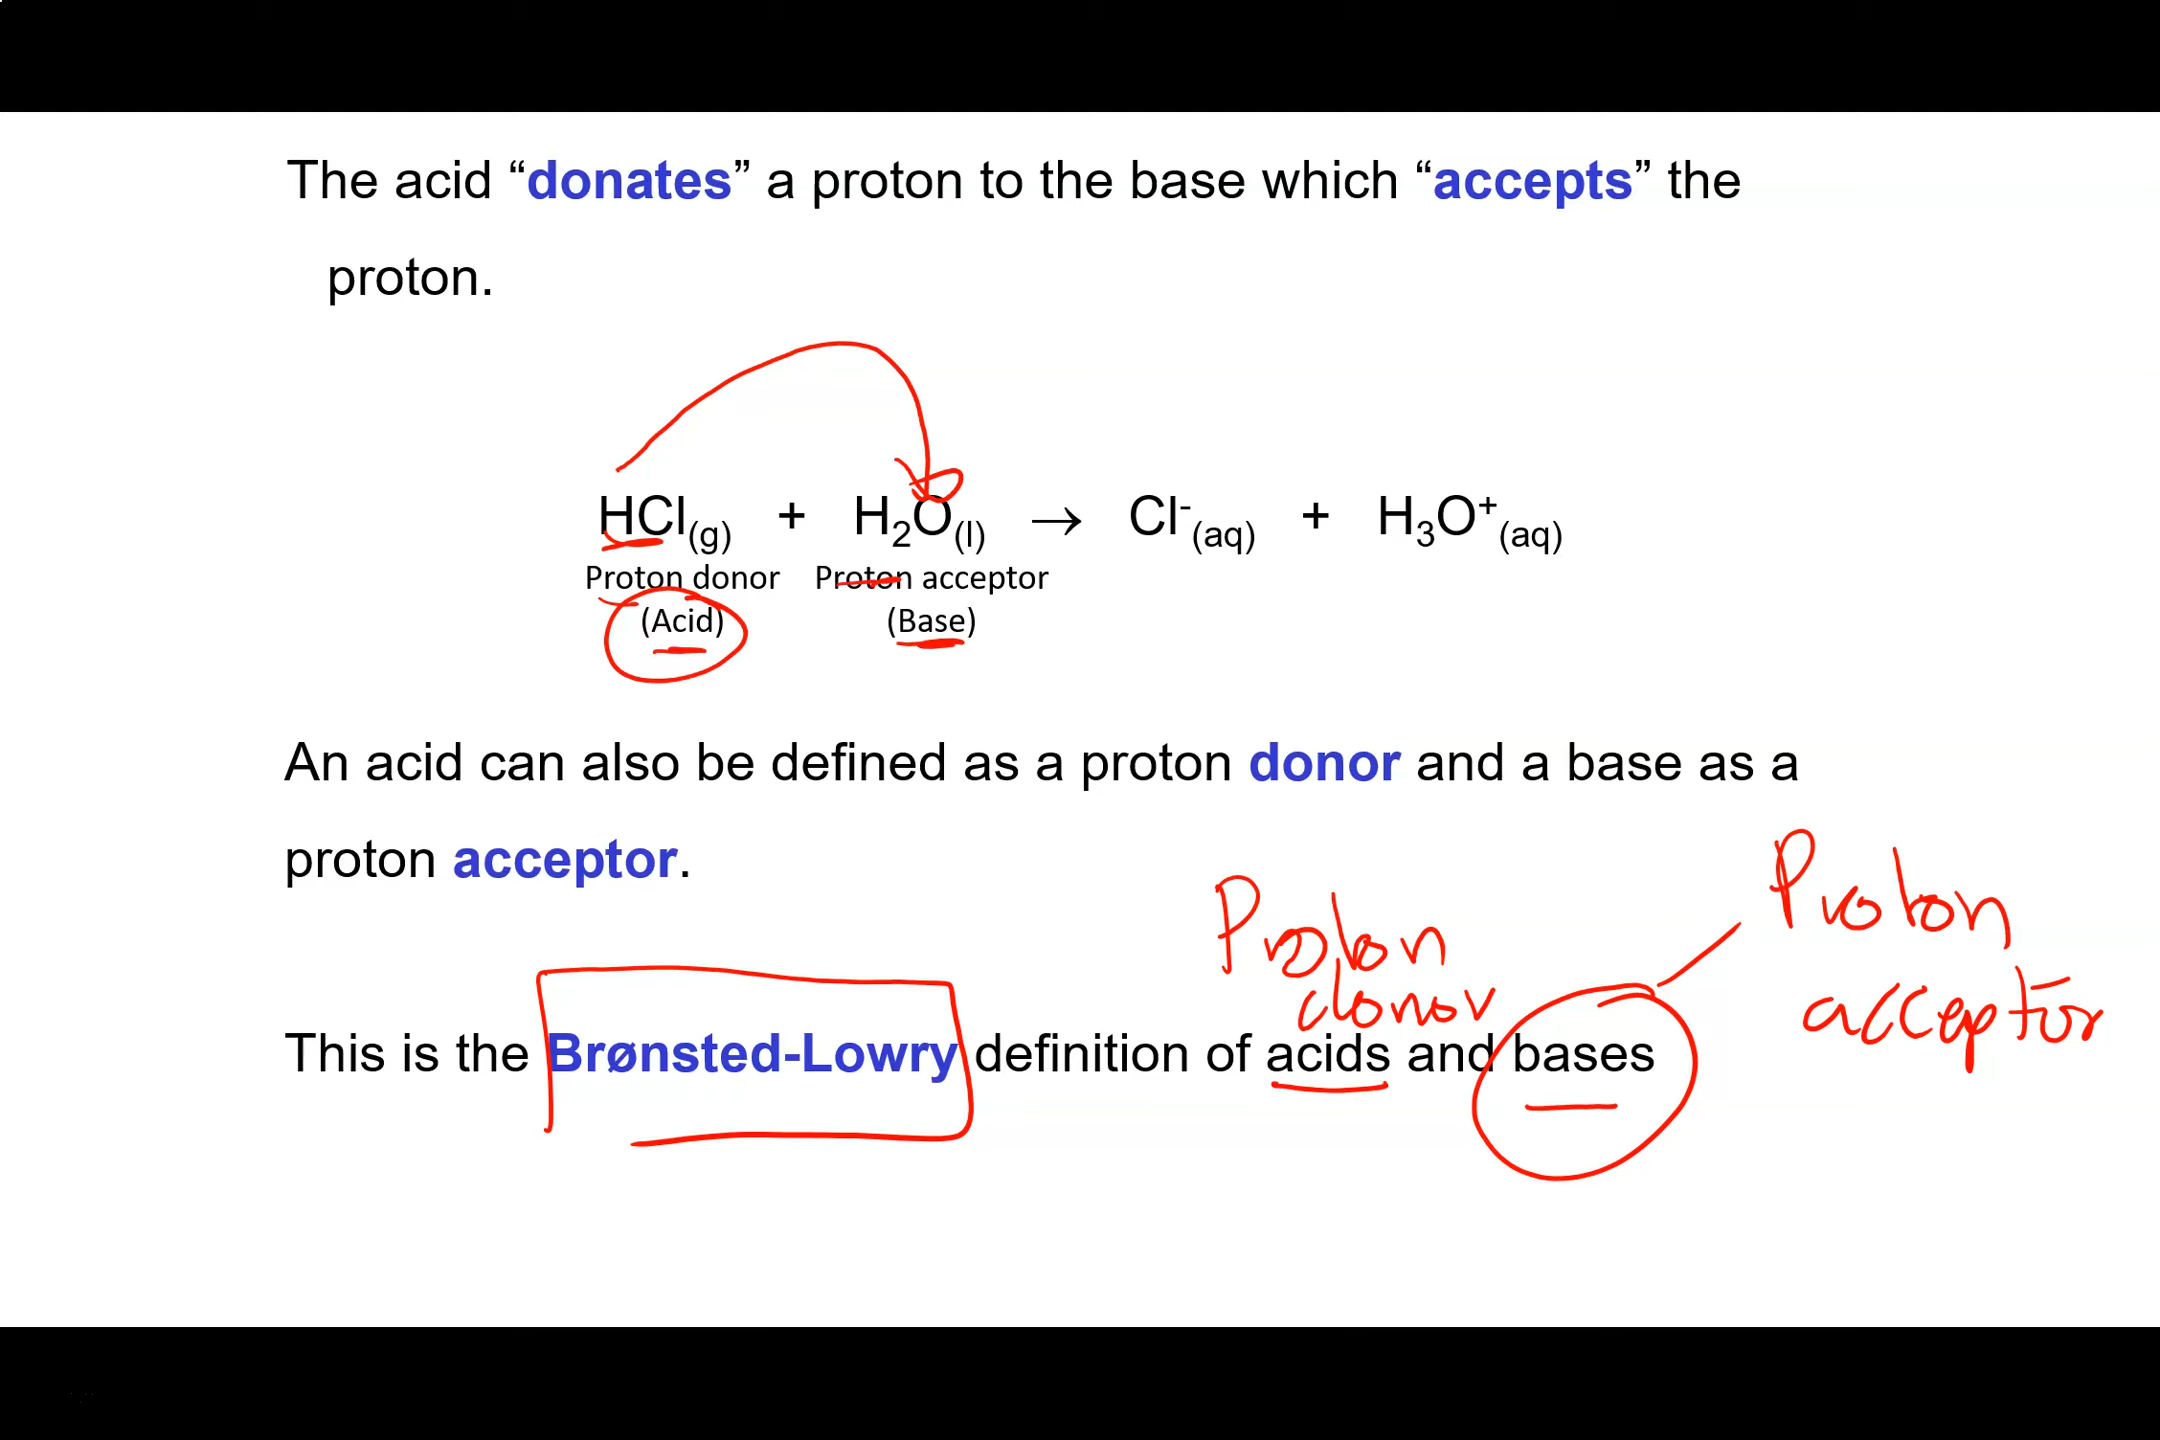 The acid “donates” a proton to the base which “accepts” the
proton.
HCl(g) + H2O(l) → Cl-(aq) + H3O+(aq)
Proton donor Proton acceptor
(Acid) (Base)
An acid can also be defined as a proton donor and a base as a
proton acceptor.
Proton
donor
Proton
acceptor
This is the Brønsted-Lowry definition of acids and bases